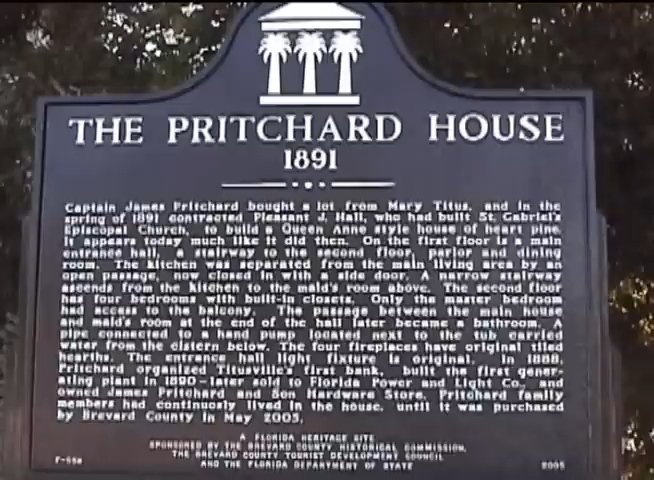 THE PRITCHARD HOUSE
1891
Captain James Pritchard bought a lot from Mary Titus, and in the
spring of 1891 contracted Pleasant J. Hall, who had built St. Gabriel's
Episcopal Church, to build a Queen Anne style house of heart pine.
It appears today much like it did then. On the first floor is a main
entrance hall, a stairway to the second floor, parlor and dining
room. The kitchen was separated from the main living area by an
open passage, now closed in with a side door. A narrow stairway
ascends from the kitchen to the maid's room above. The second floor
has four bedrooms with built-in closets. Only the master bedroom
had access to the balcony. The passage between the main house
and maid's room at the end of the hall later became a bathroom. A
pipe connected to a hand pump located next to the tub carried
water from the cistern below. The four fireplaces have original tiled
hearths. The entrance hall light fixture is original. In 1888,
Pritchard organized Titusville's first bank, built the first gener-
ating plant in 1890-later sold to Florida Power and Light Co., and
owned James Pritchard and Son Hardware Store. Pritchard family
members had continuosly lived in the house, until it was purchased
by Brevard County in May 2005.
A FLORIDA HERITAGE SITE
SPONSORED BY THE BREVARD COUNTY HISTORICAL COMMISSION,
THE BREVARD COUNTY TOURIST DEVELOPMENT COUNCIL
AND THE FLORIDA DEPARTMENT OF STATE
2005